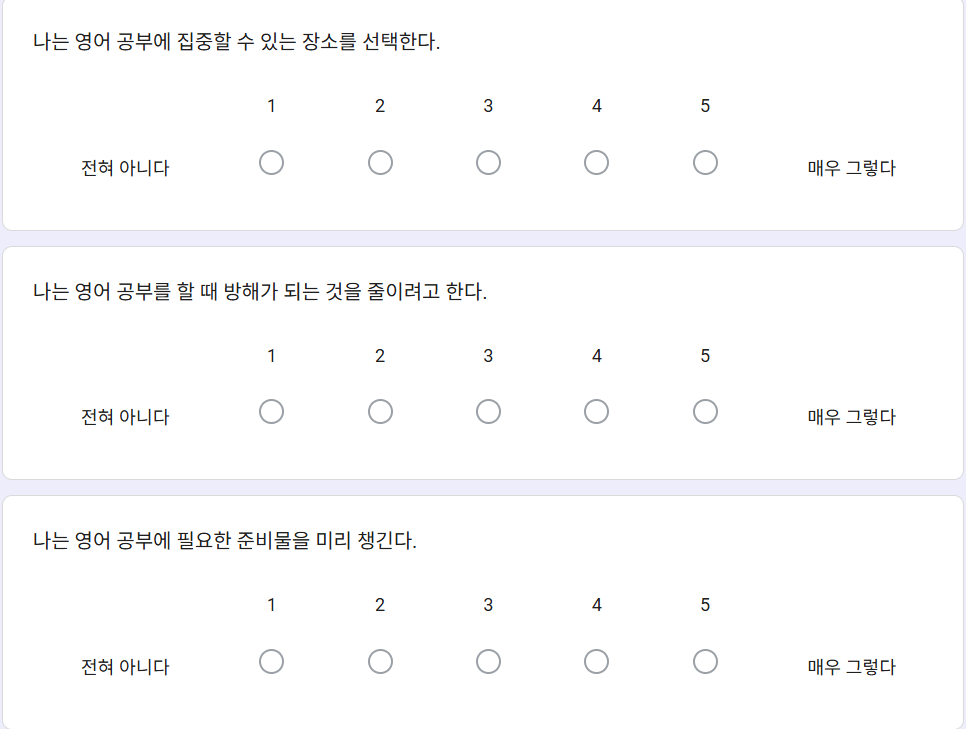 나는 영어 공부에 집중할 수 있는 장소를 선택한다.
1 2 3 4 5
전혀 아니다 매우 그렇다
나는 영어 공부를 할 때 방해가 되는 것을 줄이려고 한다.
1 2 3 4 5
전혀 아니다 매우 그렇다
나는 영어 공부에 필요한 준비물을 미리 챙긴다.
1 2 3 4 5
전혀 아니다 매우 그렇다